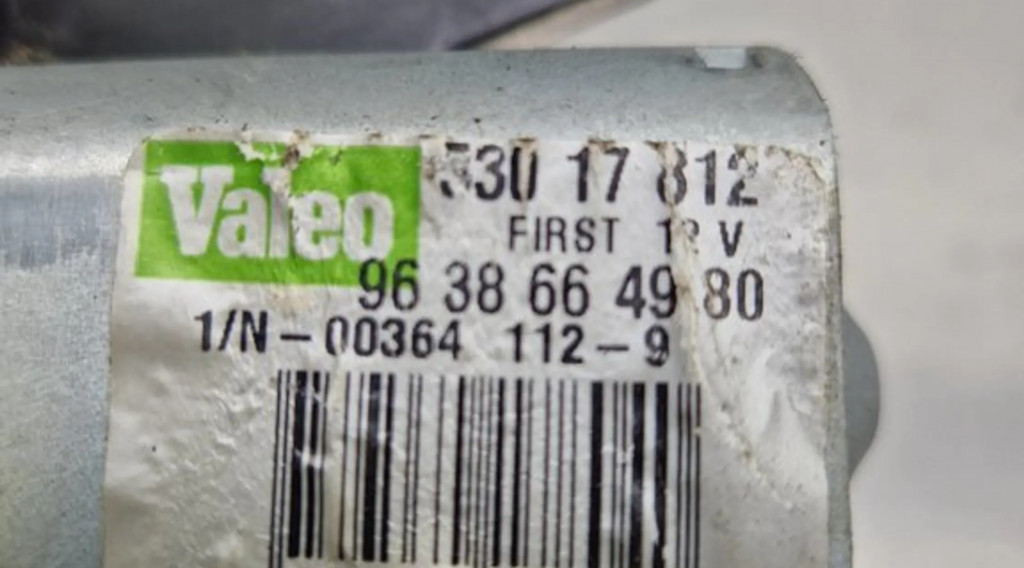 Valeo
530 17 812
FIRST 12 V
96 38 66 49 80
1/N-00364 112-9